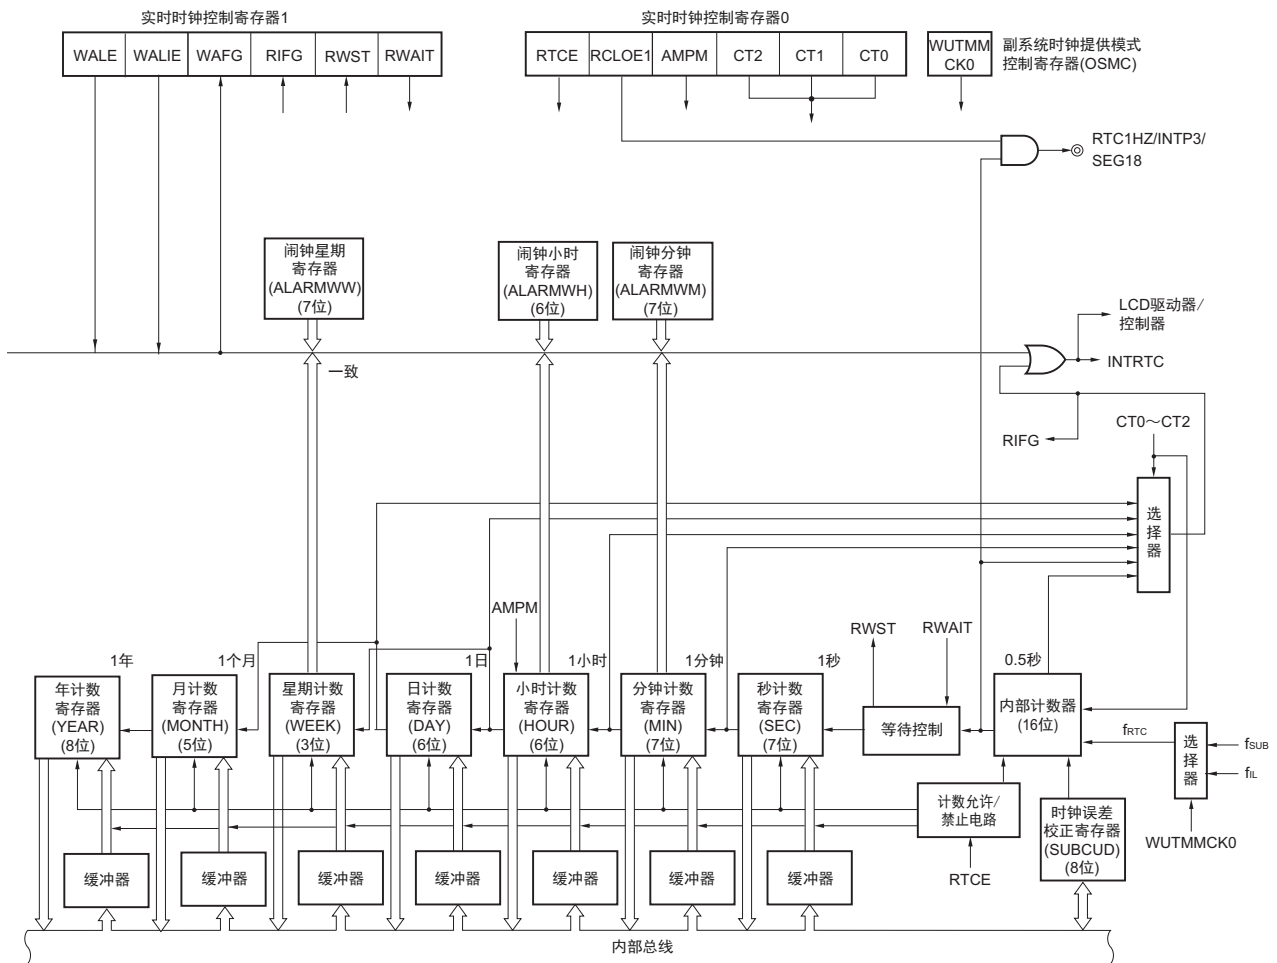 实时时钟控制寄存器1
实时时钟控制寄存器0
WALE WALIE WAFG RIFG RWST RWAIT
RTCE RCLOE1 AMPM CT2 CT1 CT0
WUTMM
CK0
副系统时钟提供模式
控制寄存器(OSMC)
RTC1HZ/INTP3/
SEG18
闹钟星期
寄存器
(ALARMWW)
(7位)
闹钟小时
寄存器
(ALARMWH)
(6位)
闹钟分钟
寄存器
(ALARMWM)
(7位)
LCD驱动器/
控制器
INTRTC
一致
RIFG
CT0～CT2
选
择
器
AMPM
RWST
RWAIT
1年
1个月
1日
1小时
1分钟
1秒
0.5秒
年计数
寄存器
(YEAR)
(8位)
月计数
寄存器
(MONTH)
(5位)
星期计数
寄存器
(WEEK)
(3位)
日计数
寄存器
(DAY)
(6位)
小时计数
寄存器
(HOUR)
(6位)
分钟计数
寄存器
(MIN)
(7位)
秒计数
寄存器
(SEC)
(7位)
等待控制
内部计数器
(16位)
fRTC
选
择
器
fSUB
fIL
WUTMMCK0
计数允许/
禁止电路
RTCE
时钟误差
校正寄存器
(SUBCUD)
(8位)
缓冲器 缓冲器 缓冲器 缓冲器 缓冲器 缓冲器 缓冲器
内部总线